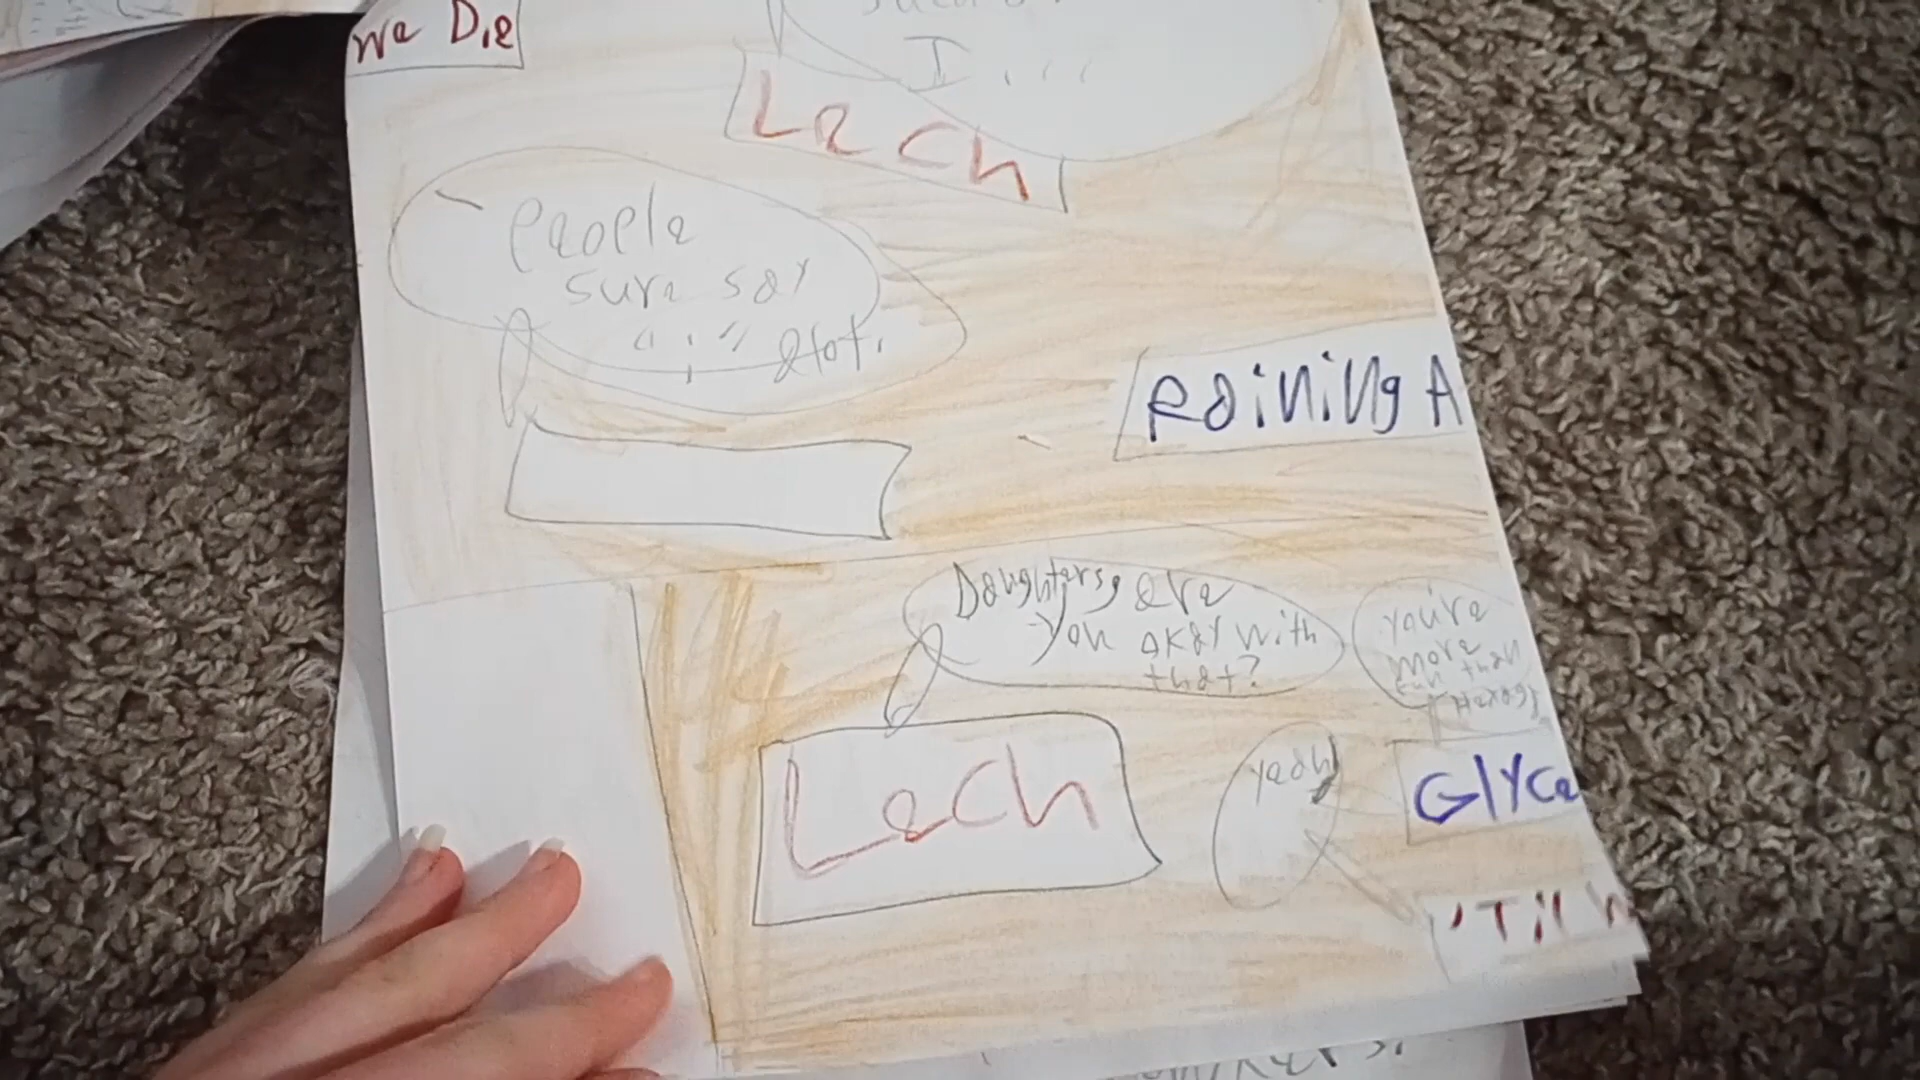 We Die
I...
Lech
People
sure say
"..." alot.
Raining A
Daughters, are
you okay with
that?
you're
more
fun than
Lech
yeah
Glyce
'Til W